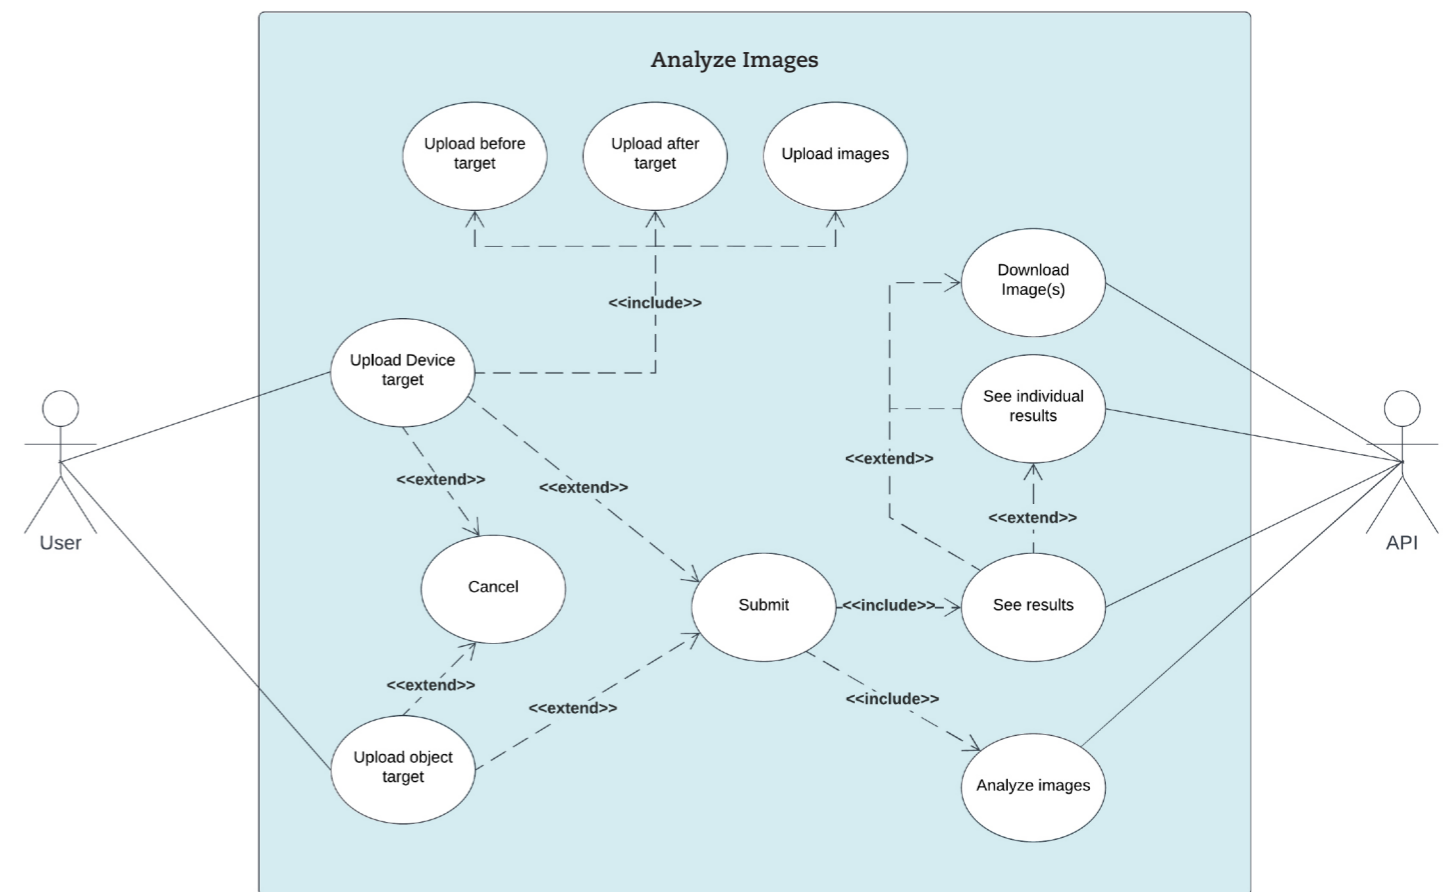 Analyze Images
Upload before
target
Upload after
target
Upload images
Download
Image(s)
<<include>>
Upload Device
target
See individual
results
<<extend>>
<<extend>>
<<extend>>
<<extend>>
User
API
Cancel
Submit
<<include>>
See results
<<extend>>
<<extend>>
<<include>>
Upload object
target
Analyze images